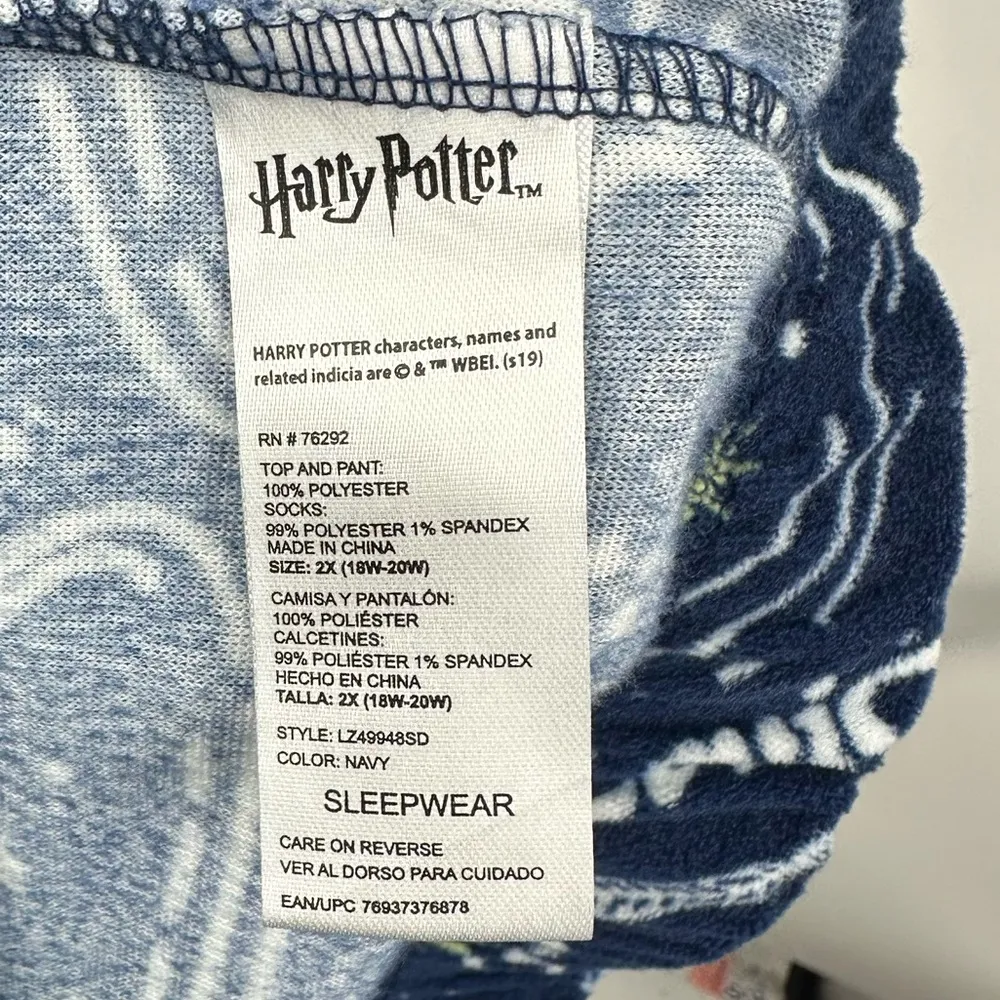 Harry Potter™
HARRY POTTER characters, names and
related indicia are © & ™ WBEI. (s19)
RN # 76292
TOP AND PANT:
100% POLYESTER
SOCKS:
99% POLYESTER 1% SPANDEX
MADE IN CHINA
SIZE: 2X (18W-20W)
CAMISA Y PANTALÓN:
100% POLIÉSTER
CALCETINES:
99% POLIÉSTER 1% SPANDEX
HECHO EN CHINA
TALLA: 2X (18W-20W)
STYLE: LZ49948SD
COLOR: NAVY
SLEEPWEAR
CARE ON REVERSE
VER AL DORSO PARA CUIDADO
EAN/UPC 76937376878